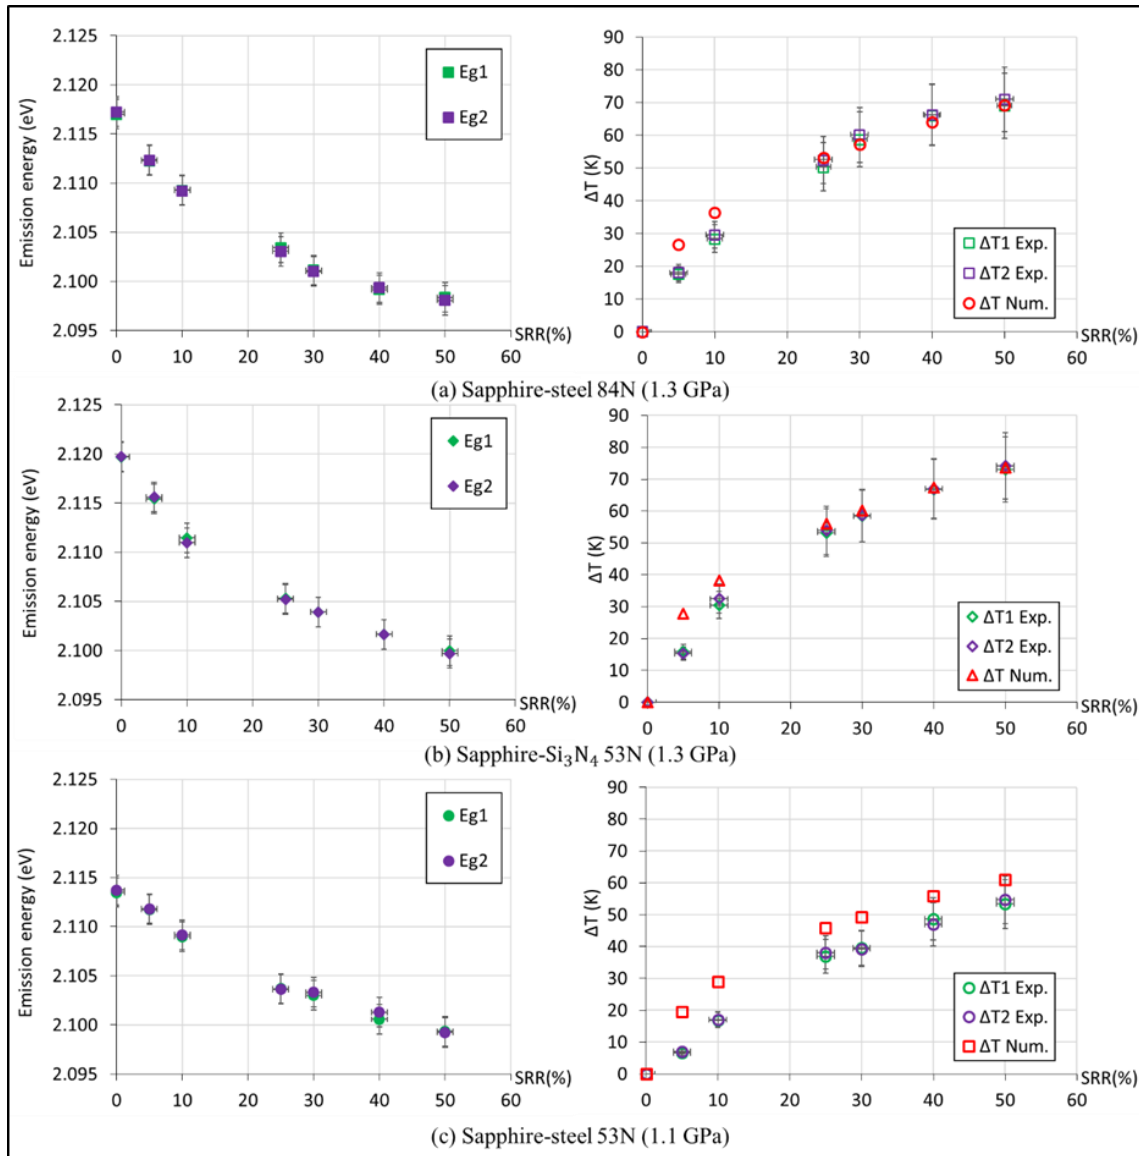 2.125
2.120
2.115
2.110
2.105
2.100
2.095
Emission energy (eV)
Eg1
Eg2
0 10 20 30 40 50 60
SRR(%)
90
80
70
60
50
40
30
20
10
0
ΔT (K)
ΔT1 Exp.
ΔT2 Exp.
ΔT Num.
0 10 20 30 40 50 60
SRR(%)
(a) Sapphire-steel 84N (1.3 GPa)
2.125
2.120
2.115
2.110
2.105
2.100
2.095
Emission energy (eV)
Eg1
Eg2
0 10 20 30 40 50 60
SRR(%)
90
80
70
60
50
40
30
20
10
0
ΔT (K)
ΔT1 Exp.
ΔT2 Exp.
ΔT Num.
0 10 20 30 40 50 60
SRR(%)
(b) Sapphire-Si₃N₄ 53N (1.3 GPa)
2.125
2.120
2.115
2.110
2.105
2.100
2.095
Emission energy (eV)
Eg1
Eg2
0 10 20 30 40 50 60
SRR(%)
90
80
70
60
50
40
30
20
10
0
ΔT (K)
ΔT1 Exp.
ΔT2 Exp.
ΔT Num.
0 10 20 30 40 50 60
SRR(%)
(c) Sapphire-steel 53N (1.1 GPa)